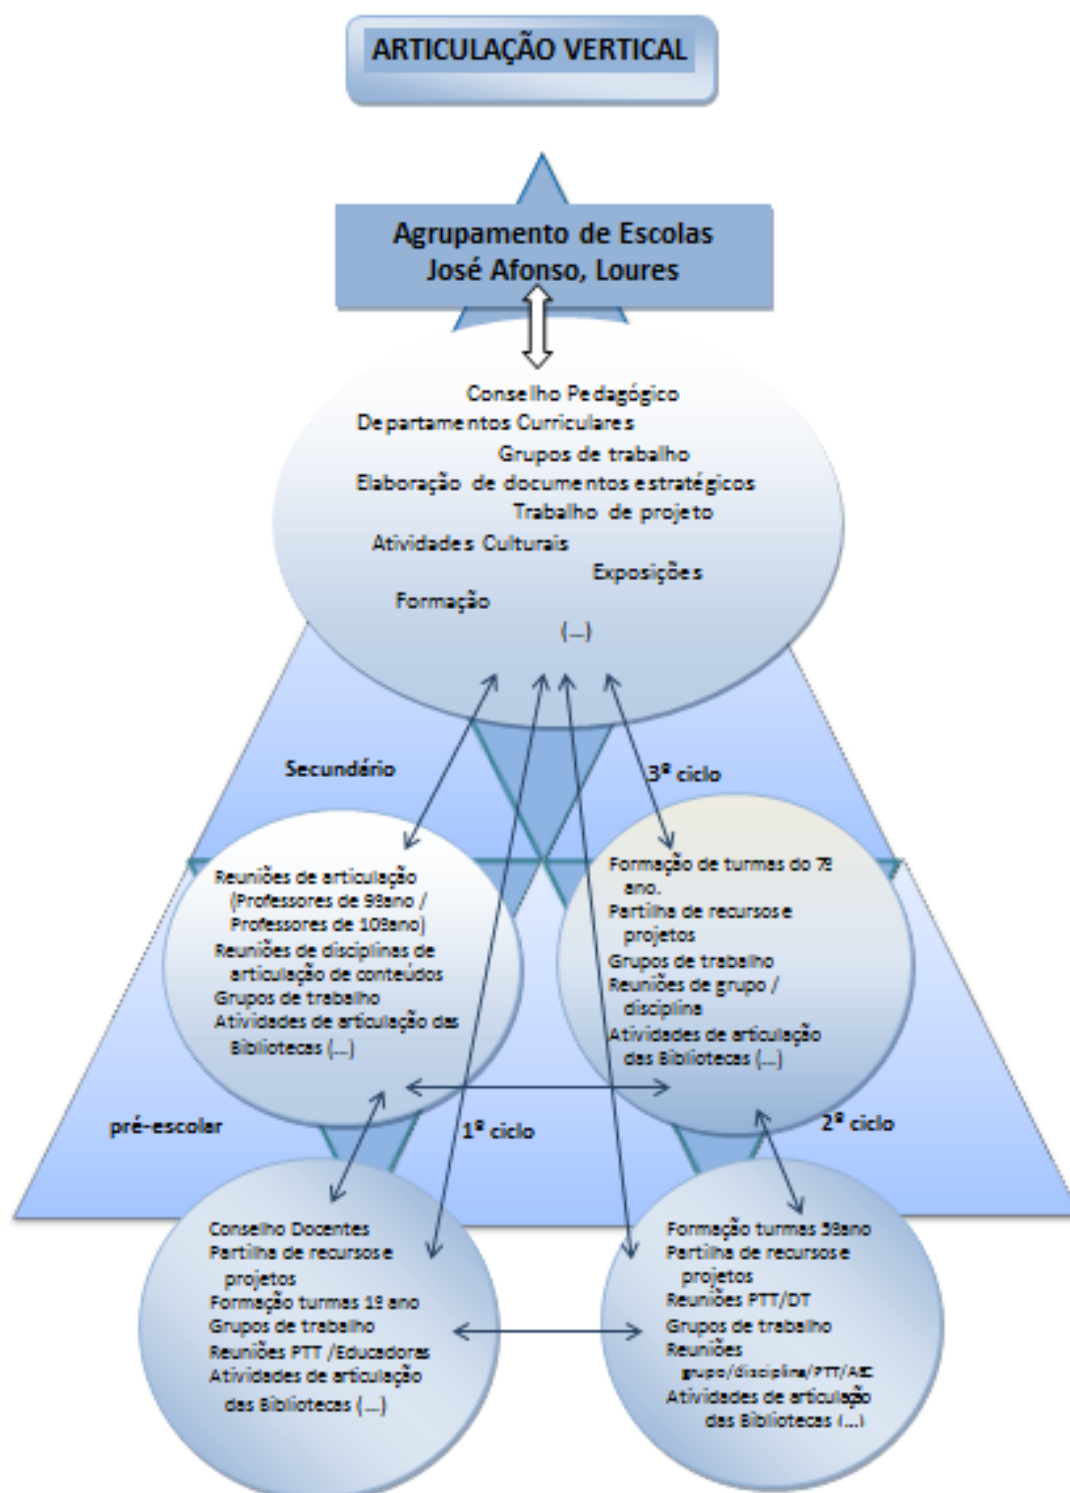 ARTICULAÇÃO VERTICAL
Agrupamento de Escolas
José Afonso, Loures
Conselho Pedagógico
Departamentos Curriculares
Grupos de trabalho
Elaboração de documentos estratégicos
Trabalho de projeto
Atividades Culturais
Exposições
Formação
(...)
Secundário
3º ciclo
Reuniões de articulação
(Professores de 9ºano /
Professores de 10ºano)
Reuniões de disciplinas de
articulação de conteúdos
Grupos de trabalho
Atividades de articulação das
Bibliotecas (...)
Formação de turmas do 7º
ano.
Partilha de recursos e
projetos
Grupos de trabalho
Reuniões de grupo /
disciplina
Atividades de articulação
das Bibliotecas (...)
pré-escolar
1º ciclo
2º ciclo
Conselho Docentes
Partilha de recursos e
projetos
Formação turmas 1º ano
Grupos de trabalho
Reuniões PTT /Educadoras
Atividades de articulação
das Bibliotecas (...)
Formação turmas 5ºano
Partilha de recursos e
projetos
Reuniões PTT/DT
Grupos de trabalho
Reuniões
grupo/disciplina/PTT/AEC
Atividades de articulação
das Bibliotecas (...)